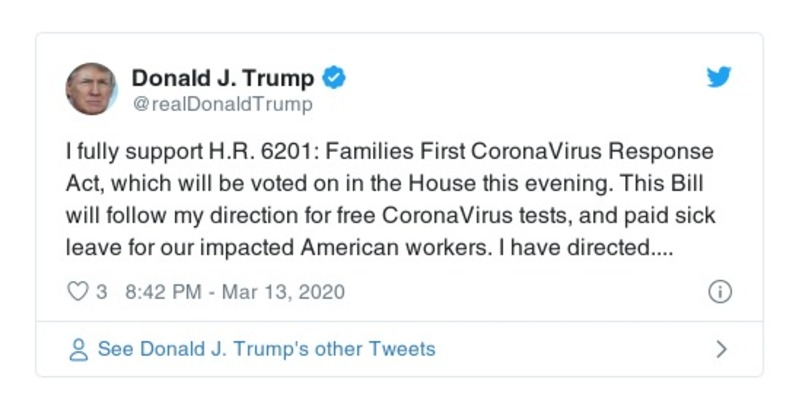 Donald J. Trump
@realDonaldTrump
I fully support H.R. 6201: Families First CoronaVirus Response
Act, which will be voted on in the House this evening. This Bill
will follow my direction for free CoronaVirus tests, and paid sick
leave for our impacted American workers. I have directed....
3 8:42 PM - Mar 13, 2020
See Donald J. Trump's other Tweets